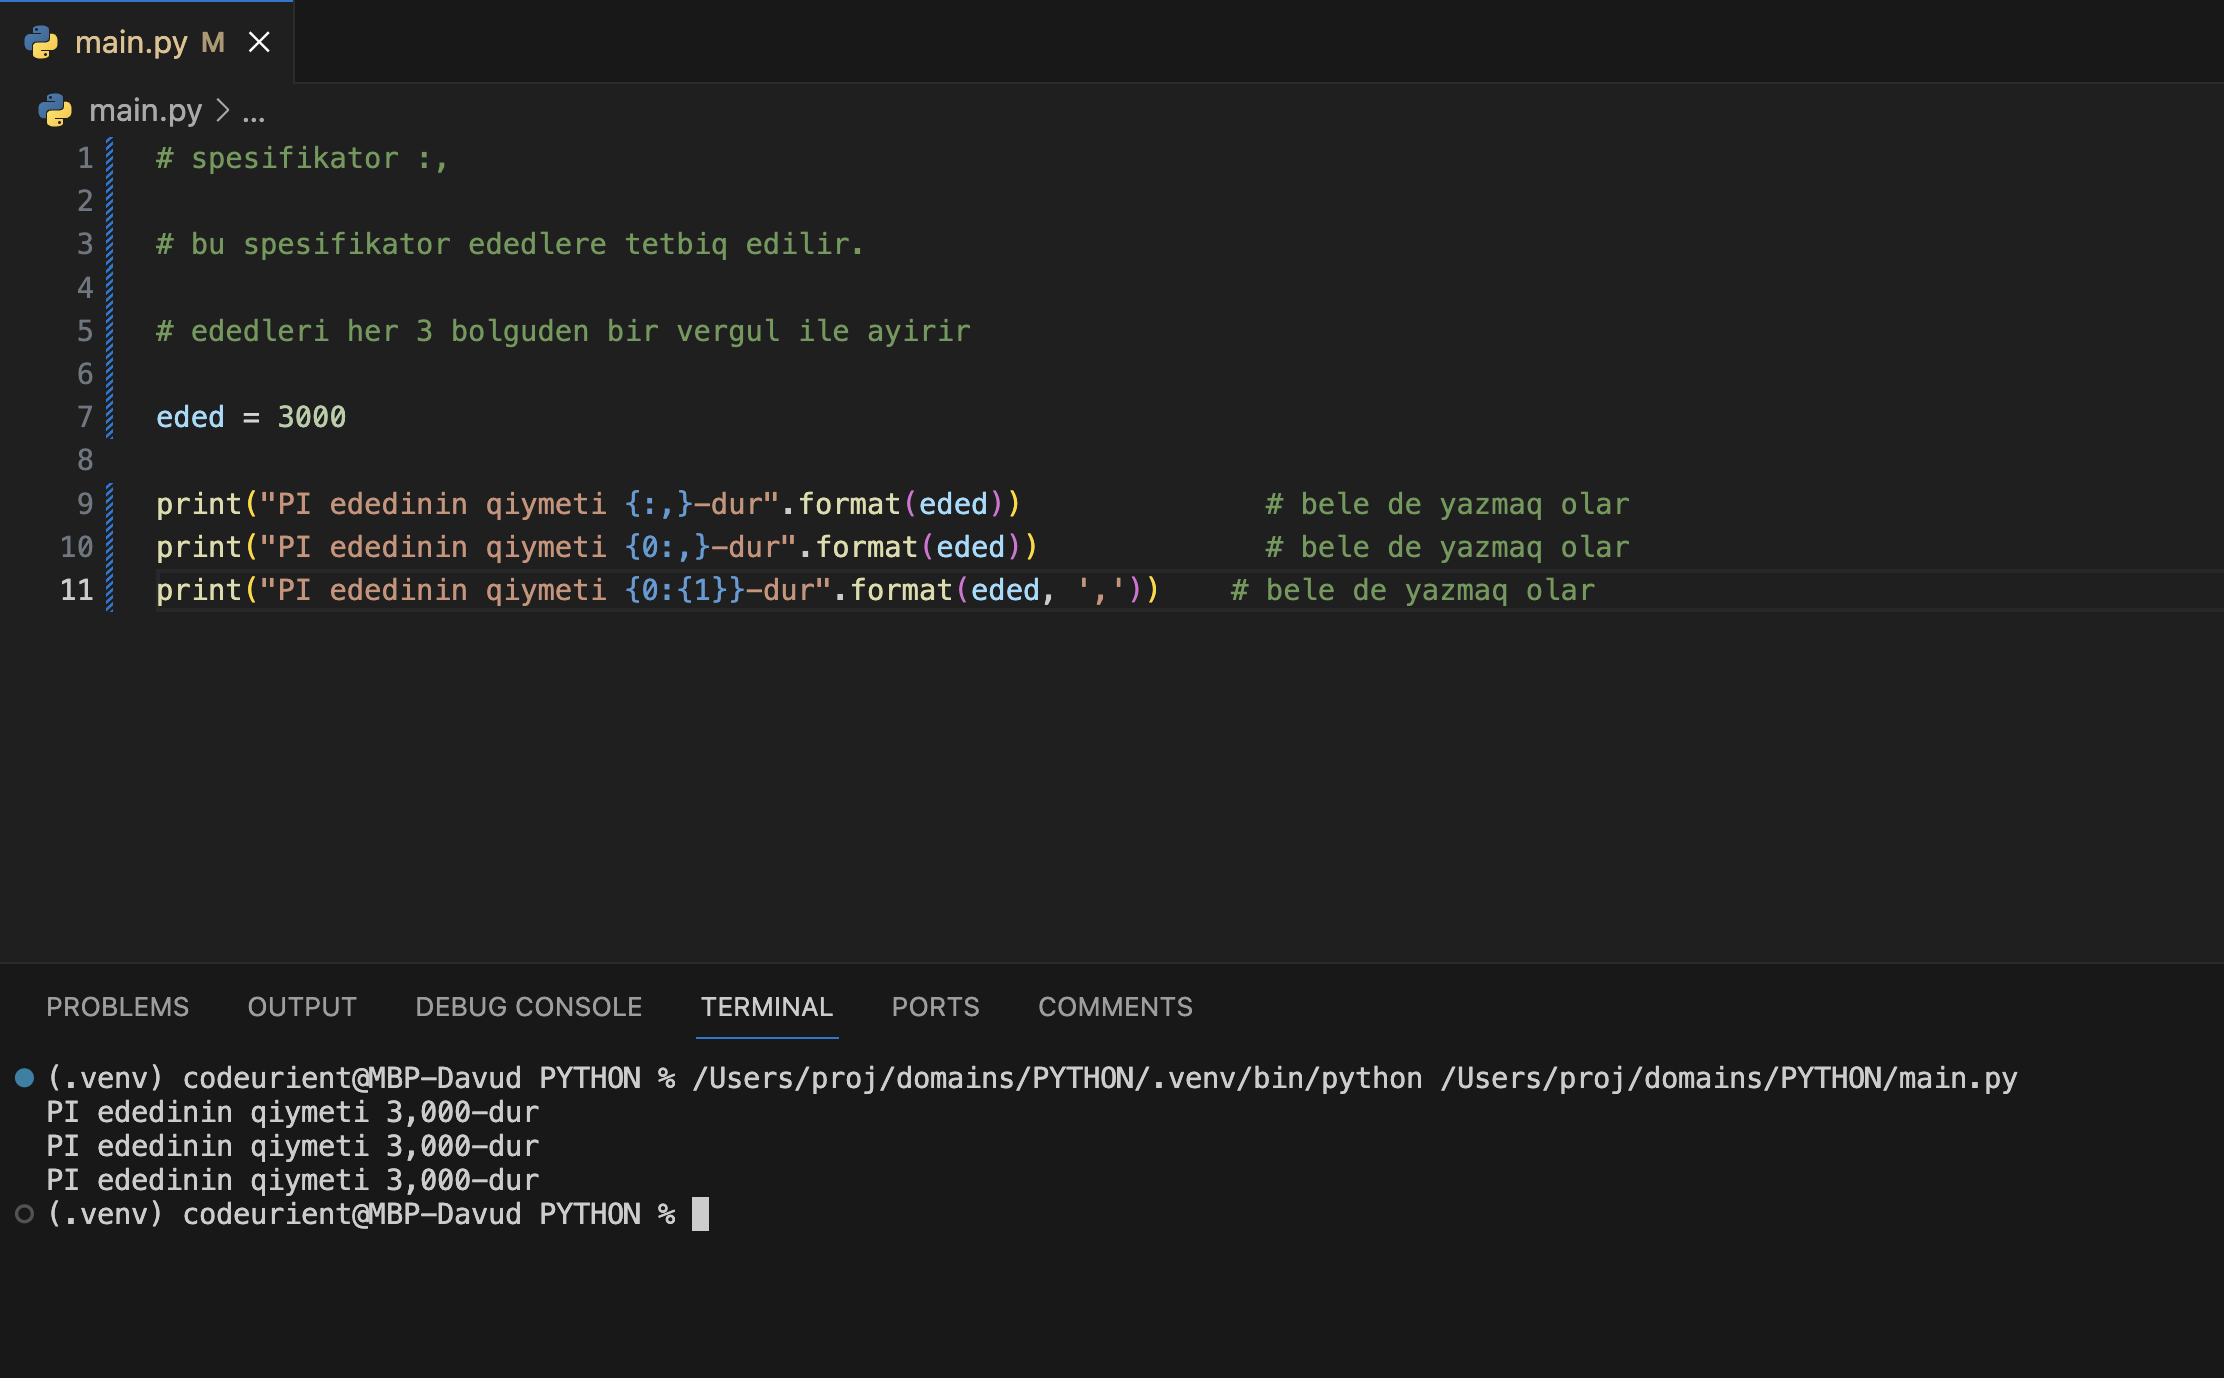 main.py M
main.py > ...
1 # spesifikator :,
2
3 # bu spesifikator ededlere tetbiq edilir.
4
5 # ededleri her 3 bolguden bir vergul ile ayirir
6
7 eded = 3000
8
9 print("PI ededinin qiymeti {:,}-dur".format(eded)) # bele de yazmaq olar
10 print("PI ededinin qiymeti {0:,}-dur".format(eded)) # bele de yazmaq olar
11 print("PI ededinin qiymeti {0:{1}}-dur".format(eded, ',')) # bele de yazmaq olar
PROBLEMS OUTPUT DEBUG CONSOLE TERMINAL PORTS COMMENTS
(.venv) codeurient@MBP-Davud PYTHON % /Users/proj/domains/PYTHON/.venv/bin/python /Users/proj/domains/PYTHON/main.py
PI ededinin qiymeti 3,000-dur
PI ededinin qiymeti 3,000-dur
PI ededinin qiymeti 3,000-dur
(.venv) codeurient@MBP-Davud PYTHON %